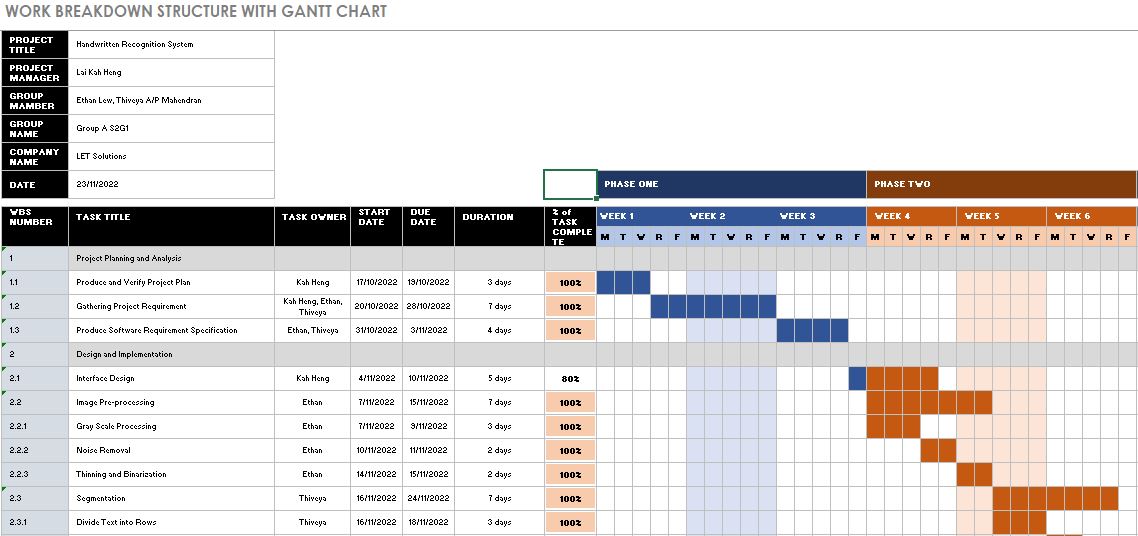 WORK BREAKDOWN STRUCTURE WITH GANTT CHART
PROJECT TITLE Handwritten Recognition System
PROJECT MANAGER Lai Kah Heng
GROUP MAMBER Ethan Lew, Thiveya A/P Mahendran
GROUP NAME Group A S2G1
COMPANY NAME LET Solutions
DATE 23/11/2022
PHASE ONE PHASE TWO
WBS NUMBER TASK TITLE TASK OWNER START DATE DUE DATE DURATION % of TASK COMPLETE WEEK 1 WEEK 2 WEEK 3 WEEK 4 WEEK 5 WEEK 6
M T W R F M T W R F M T W R F M T W R F M T W R F M T W R F
1 Project Planning and Analysis
1.1 Produce and Verify Project Plan Kah Heng 17/10/2022 19/10/2022 3 days 100%
1.2 Gathering Project Requirement Kah Heng, Ethan, Thiveya 20/10/2022 28/10/2022 7 days 100%
1.3 Produce Software Requirement Specification Ethan, Thiveya 31/10/2022 3/11/2022 4 days 100%
2 Design and Implementation
2.1 Interface Design Kah Heng 4/11/2022 10/11/2022 5 days 80%
2.2 Image Pre-processing Ethan 7/11/2022 15/11/2022 7 days 100%
2.2.1 Gray Scale Processing Ethan 7/11/2022 9/11/2022 3 days 100%
2.2.2 Noise Removal Ethan 10/11/2022 11/11/2022 2 days 100%
2.2.3 Thinning and Binarization Ethan 14/11/2022 15/11/2022 2 days 100%
2.3 Segmentation Thiveya 16/11/2022 24/11/2022 7 days 100%
2.3.1 Divide Text into Rows Thiveya 16/11/2022 18/11/2022 3 days 100%